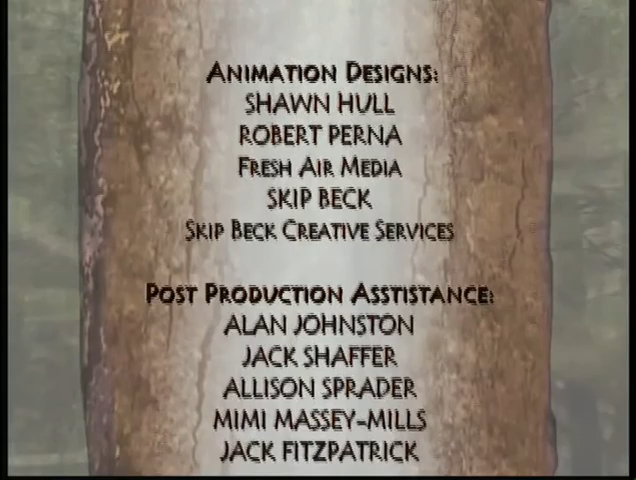 ANIMATION DESIGNS:
SHAWN HULL
ROBERT PERNA
FRESH AIR MEDIA
SKIP BECK
SKIP BECK CREATIVE SERVICES
POST PRODUCTION ASSTISTANCE:
ALAN JOHNSTON
JACK SHAFFER
ALLISON SPRADER
MIMI MASSEY-MILLS
JACK FITZPATRICK